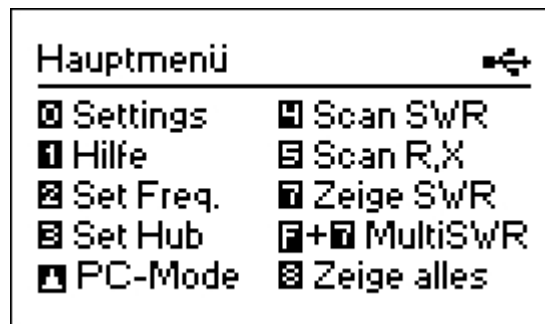 Hauptmenü
0 Settings
1 Hilfe
2 Set Freq.
3 Set Hub
PC-Mode
4 Scan SWR
5 Scan R,X
7 Zeige SWR
F+7 MultiSWR
8 Zeige alles